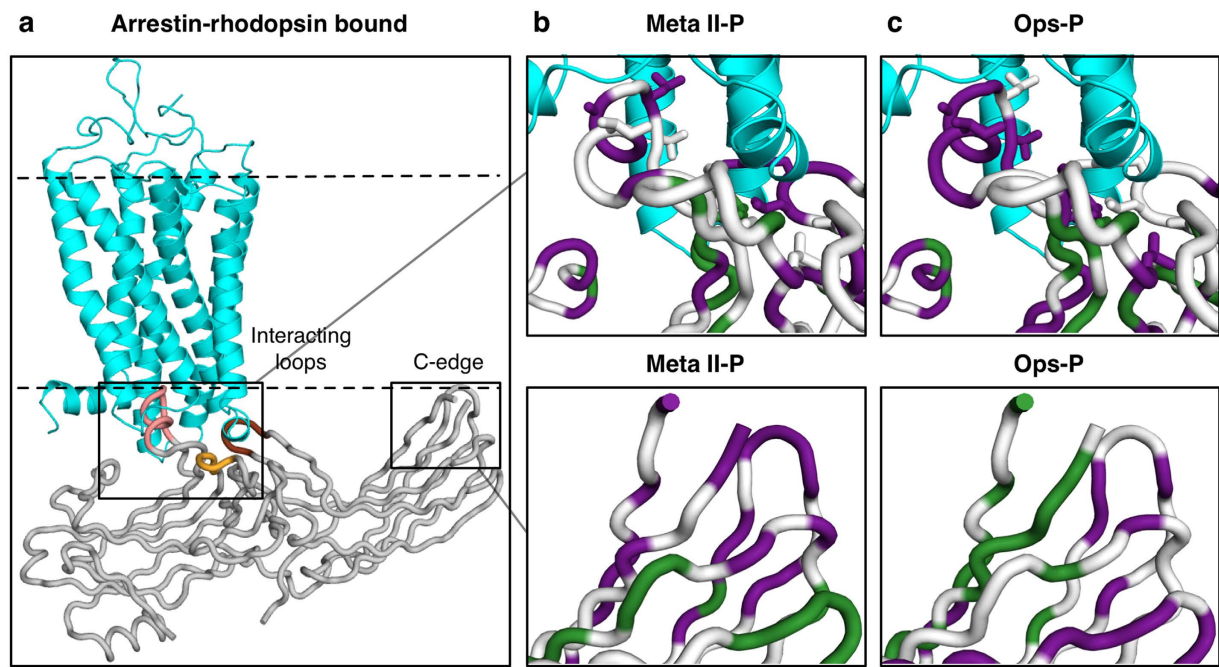 a
Arrestin-rhodopsin bound
b
Meta II-P
c
Ops-P
Interacting
loops
C-edge
Meta II-P
Ops-P